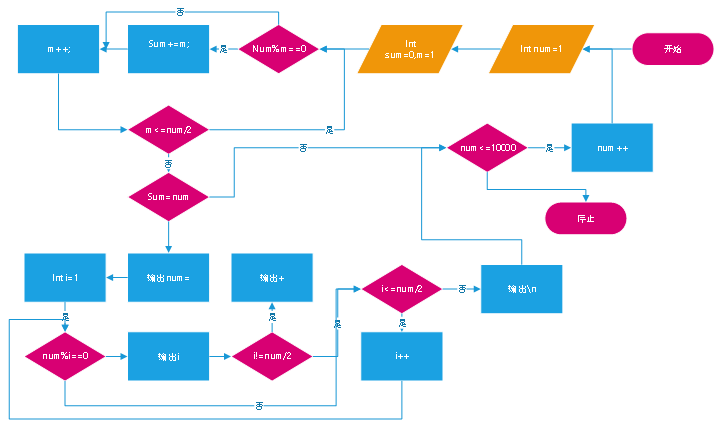 否
m++;
Sum+=m;
是
Num%m==0
Int
sum=0,m=1
Int num=1
开始
m<=num/2
是
否
否
num<=10000
是
num ++
Sum=num
停止
Int i=1
输出num=
输出+
i<=num/2
否
输出\n
是
是
是
是
num%i==0
输出i
i!=num/2
i++
否